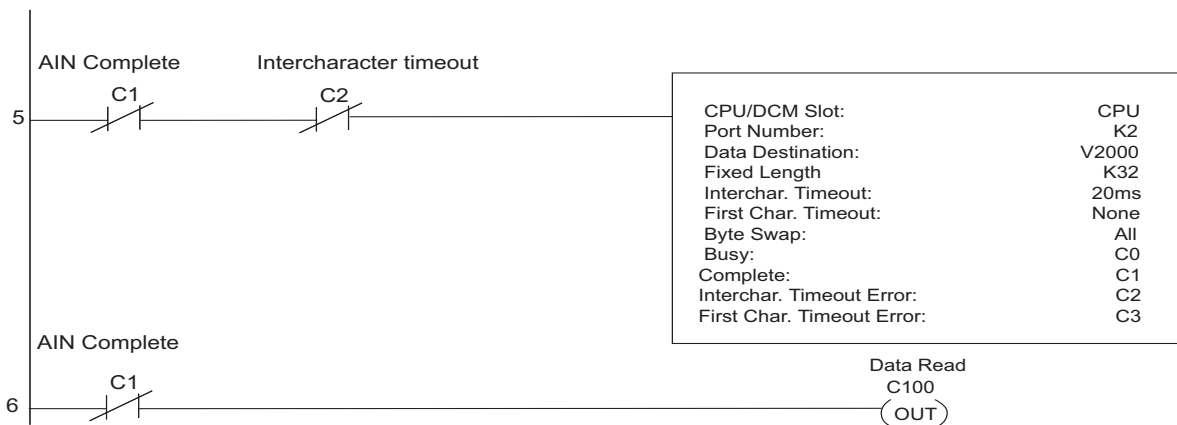 AIN Complete Intercharacter timeout
C1 C2
5
CPU/DCM Slot: CPU
Port Number: K2
Data Destination: V2000
Fixed Length K32
Interchar. Timeout: 20ms
First Char. Timeout: None
Byte Swap: All
Busy: C0
Complete: C1
Interchar. Timeout Error: C2
First Char. Timeout Error: C3
AIN Complete
Data Read
C1 C100
6 OUT